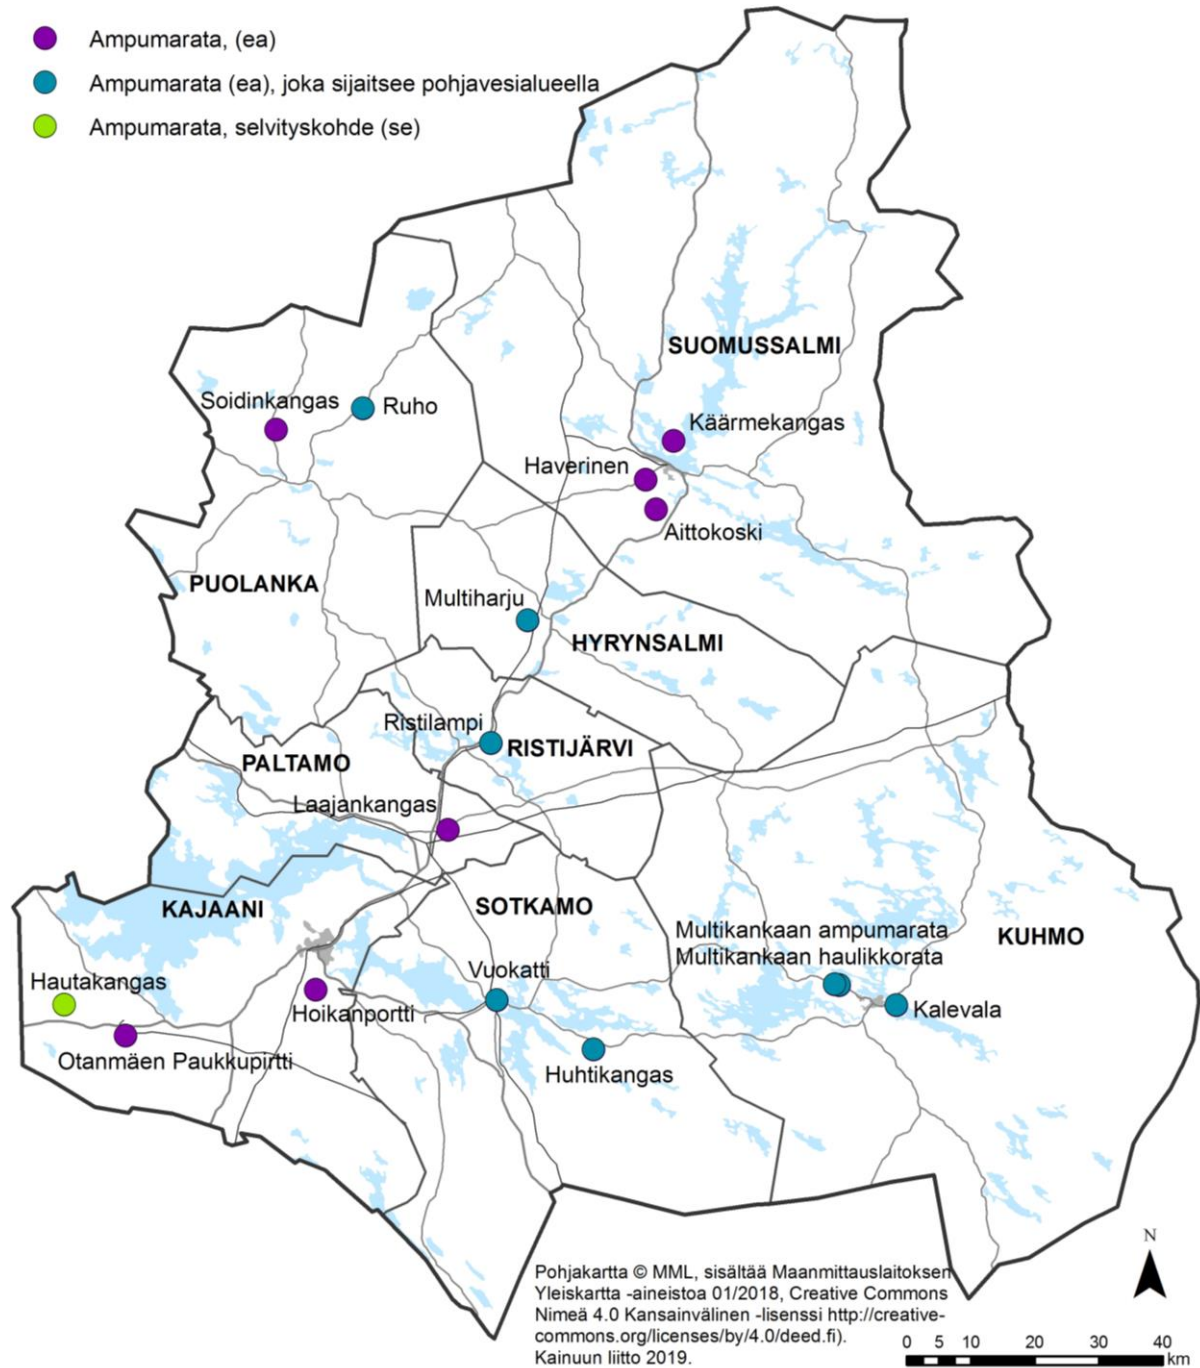 Ampumarata, (ea)
Ampumarata (ea), joka sijaitsee pohjavesialueella
Ampumarata, selvityskohde (se)
SUOMUSSALMI
Soidinkangas
Ruho
Käärmekangas
Haverinen
Aittokoski
PUOLANKA
Multiharju
HYRYNSALMI
Ristilampi
RISTIJÄRVI
PALTAMO
Laajankangas
KAJAANI
SOTKAMO
Multikankaan ampumarata
Multikankaan haulikkorata
KUHMO
Vuokatti
Hautakangas
Hoikanportti
Kalevala
Otanmäen Paukkupirtti
Huhtikangas
N
Pohjakartta © MML, sisältää Maanmittauslaitoksen
Yleiskartta -aineistoa 01/2018, Creative Commons
Nimeä 4.0 Kansainvälinen -lisenssi http://creative-
commons.org/licenses/by/4.0/deed.fi).
Kainuun liitto 2019.
0 5 10 20 30 40
km